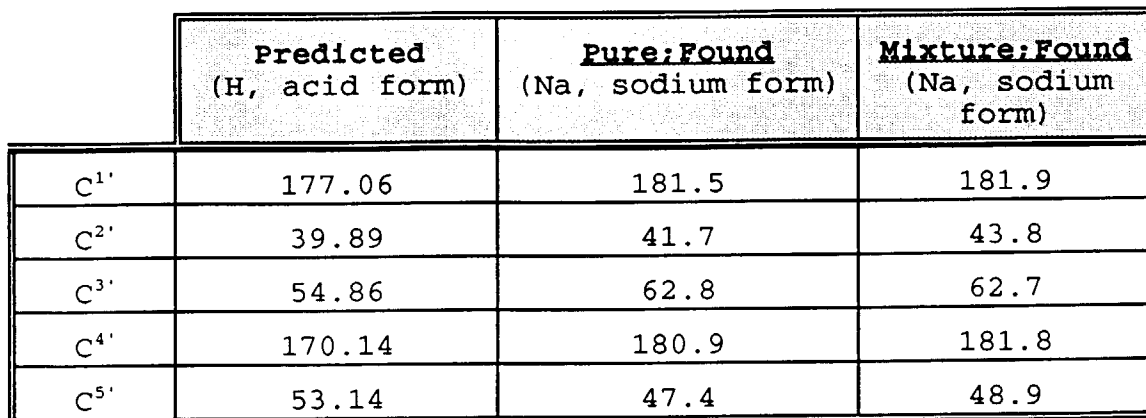 Predicted Pure;Found Mixture;Found
(H, acid form) (Na, sodium form) (Na, sodium
form)
C1' 177.06 181.5 181.9
C2' 39.89 41.7 43.8
C3' 54.86 62.8 62.7
C4' 170.14 180.9 181.8
C5' 53.14 47.4 48.9